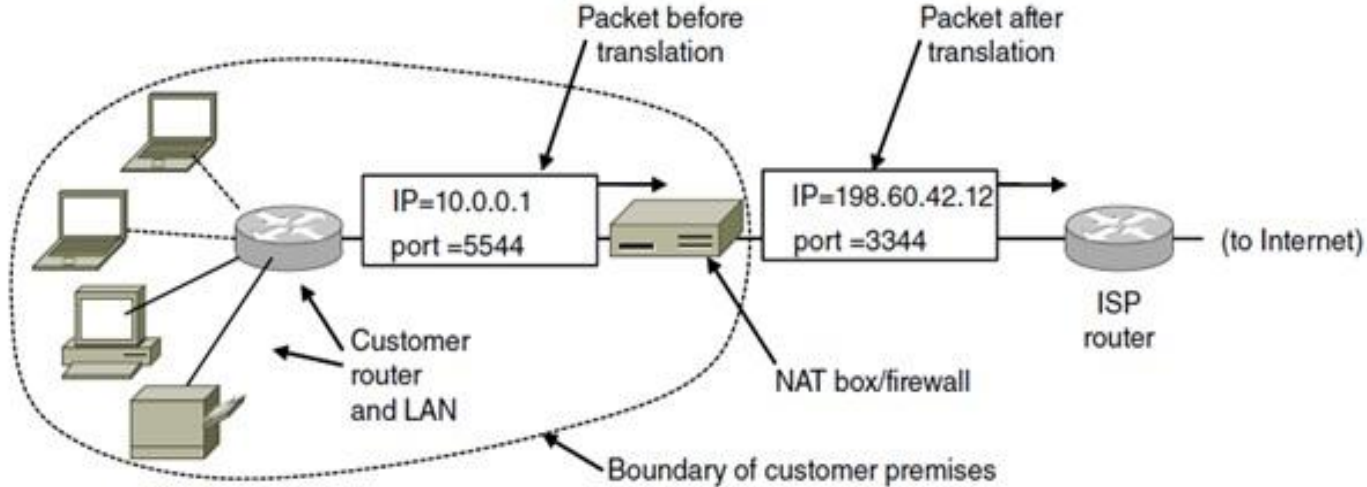 Packet before
translation
Packet after
translation
IP=10.0.0.1
port =5544
IP=198.60.42.12
port =3344
(to Internet)
ISP
router
Customer
router
and LAN
NAT box/firewall
Boundary of customer premises